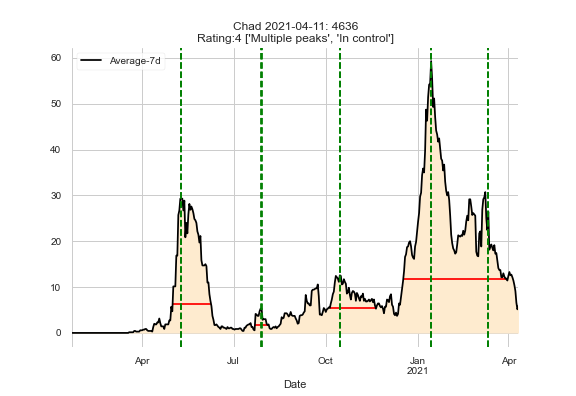 Chad 2021-04-11: 4636
Rating:4 ['Multiple peaks', 'In control']
Average-7d
60
50
40
30
20
10
0
Apr
Jul
Oct
Jan
2021
Apr
Date